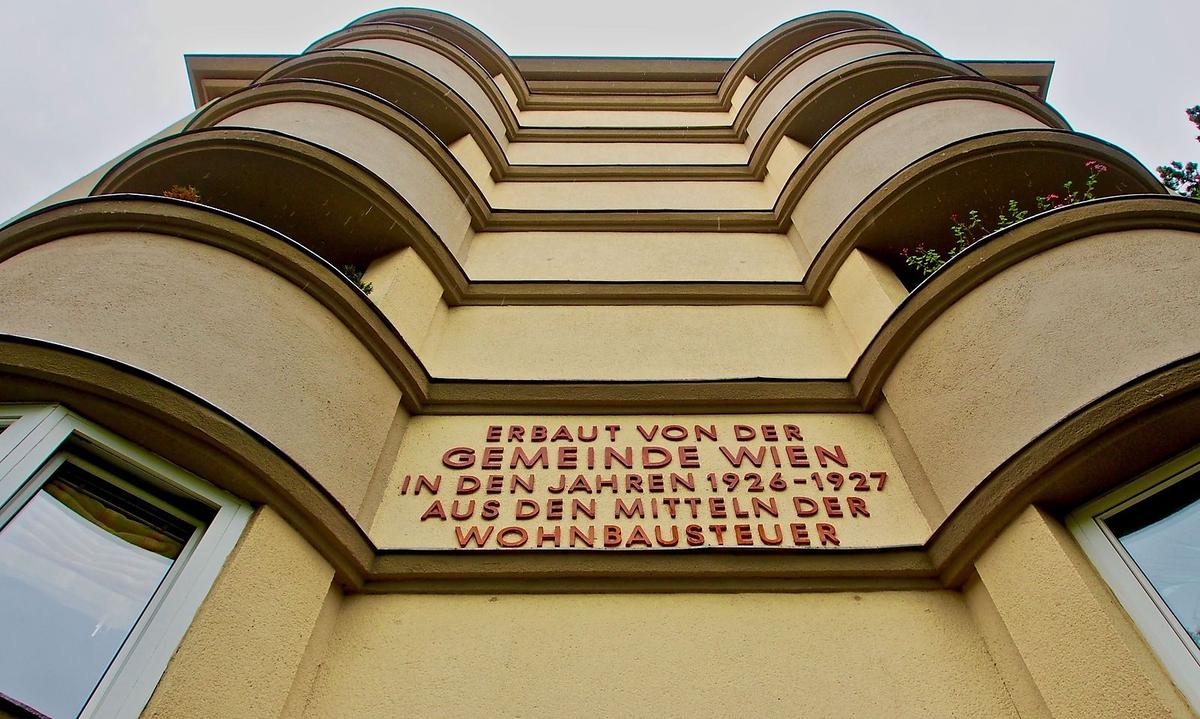 ERBAUT VON DER
GEMEINDE WIEN
IN DEN JAHREN 1926-1927
AUS DEN MITTELN DER
WOHNBAUSTEUER